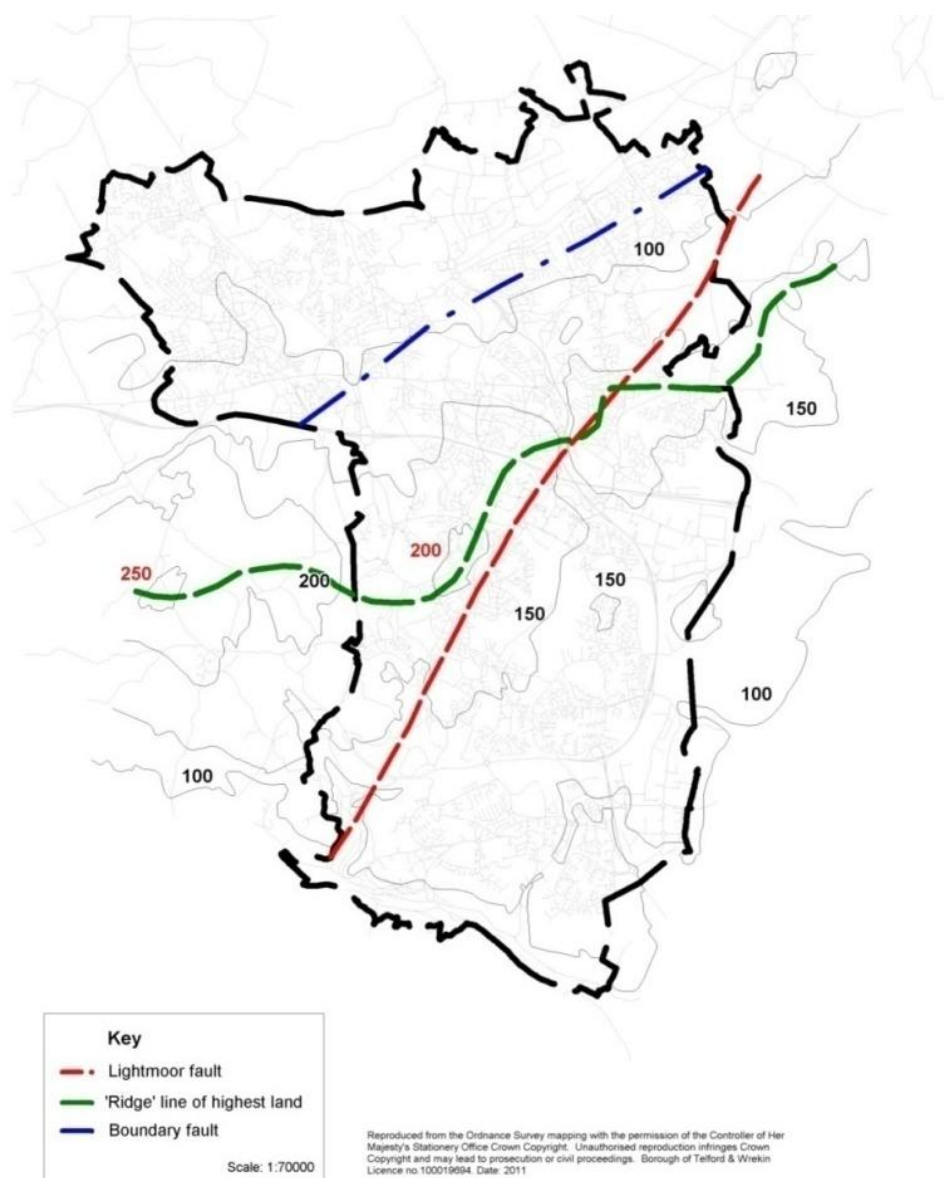 100
150
250
200
200
150
150
100
100
Key
Lightmoor fault
'Ridge' line of highest land
Boundary fault
Scale: 1:70000
Reproduced from the Ordnance Survey mapping with the permission of the Controller of Her
Majesty's Stationery Office Crown Copyright. Unauthorised reproduction infringes Crown
Copyright and may lead to prosecution or civil proceedings. Borough of Telford & Wrekin
Licence no.100019694. Date: 2011